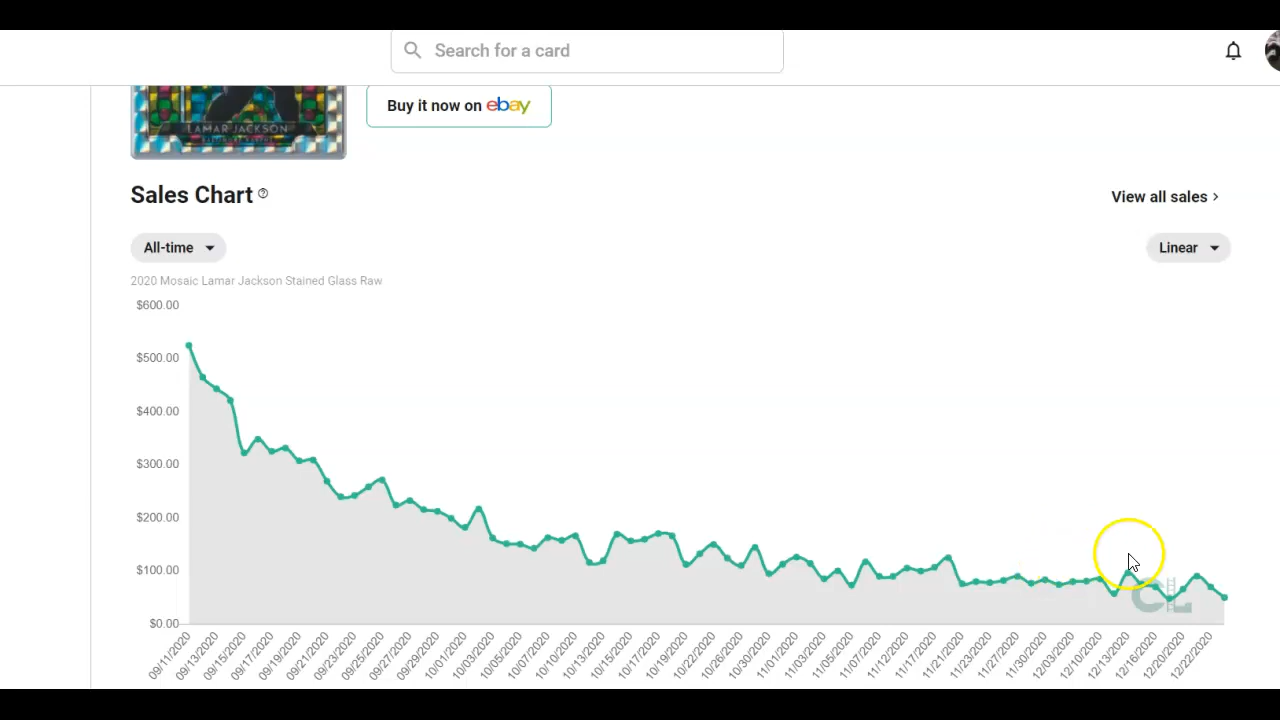 Search for a card
LAMAR JACKSON
Buy it now on ebay
Sales Chart
View all sales
All-time
Linear
2020 Mosaic Lamar Jackson Stained Glass Raw
$600.00
$500.00
$400.00
$300.00
$200.00
$100.00
$0.00
CL
09/11/2020 09/13/2020 09/15/2020 09/17/2020 09/19/2020 09/21/2020 09/23/2020 09/25/2020 09/27/2020 09/29/2020 10/01/2020 10/03/2020 10/05/2020 10/07/2020 10/10/2020 10/13/2020 10/15/2020 10/17/2020 10/19/2020 10/22/2020 10/26/2020 10/30/2020 11/01/2020 11/03/2020 11/05/2020 11/07/2020 11/12/2020 11/17/2020 11/21/2020 11/23/2020 11/27/2020 11/30/2020 12/03/2020 12/10/2020 12/13/2020 12/16/2020 12/20/2020 12/22/2020